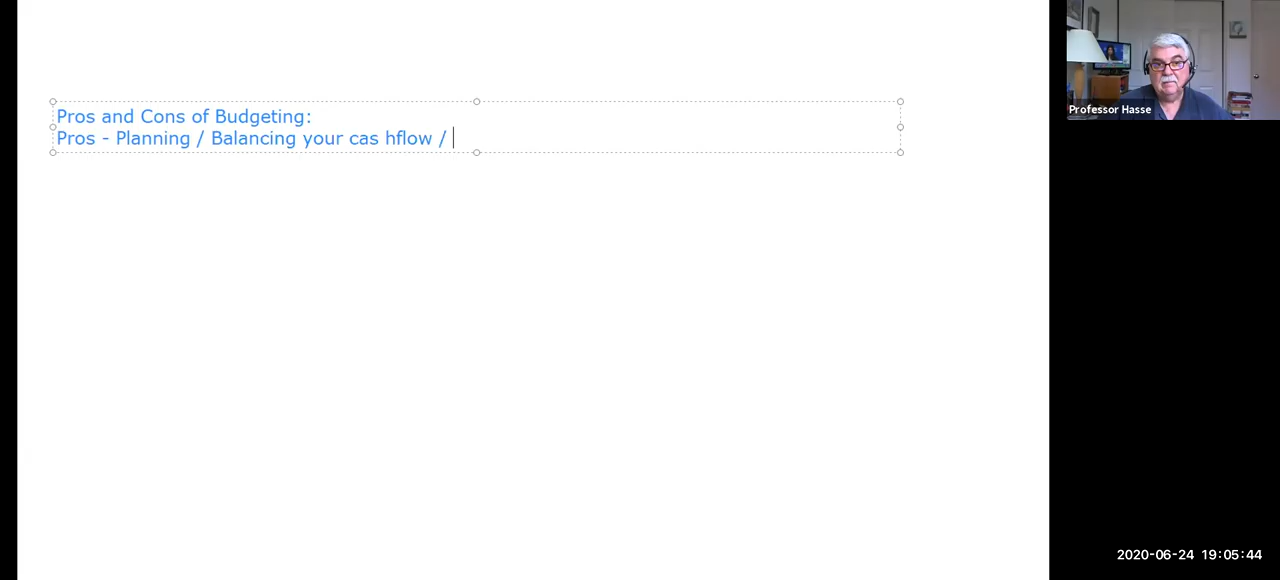 Pros and Cons of Budgeting:
Pros - Planning / Balancing your cas hflow /
Professor Hasse
2020-06-24 19:05:44